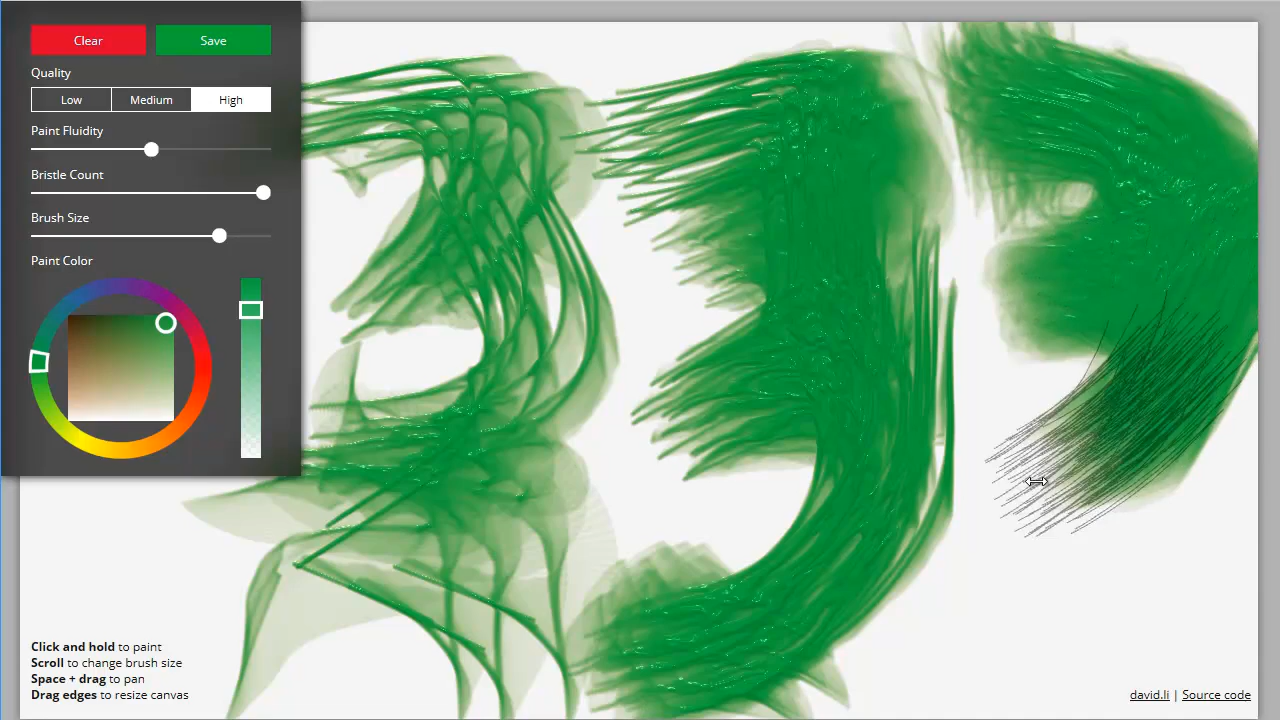 Clear Save
Quality
Low Medium High
Paint Fluidity
Bristle Count
Brush Size
Paint Color
Click and hold to paint
Scroll to change brush size
Space + drag to pan
Drag edges to resize canvas
david.li | Source code